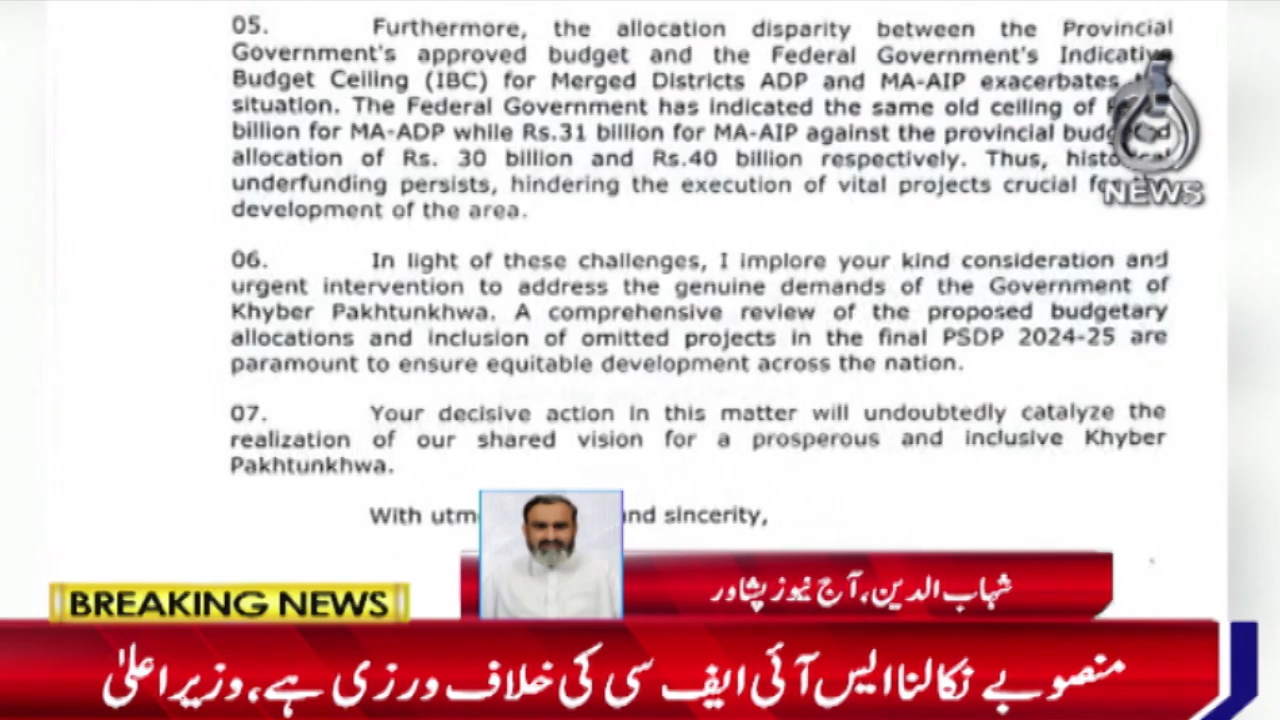 05. Furthermore, the allocation disparity between the Provincial
Government's approved budget and the Federal Government's Indicative
Budget Ceiling (IBC) for Merged Districts ADP and MA-AIP exacerbates
situation. The Federal Government has indicated the same old ceiling of
billion for MA-ADP while Rs.31 billion for MA-AIP against the provincial
allocation of Rs. 30 billion and Rs.40 billion respectively. Thus,
underfunding persists, hindering the execution of vital projects crucial
development of the area.
NEWS
06. In light of these challenges, I implore your kind consideration and
urgent intervention to address the genuine demands of the Government of
Khyber Pakhtunkhwa. A comprehensive review of the proposed budgetary
allocations and inclusion of omitted projects in the final PSDP 2024-25 are
paramount to ensure equitable development across the nation.
07. Your decisive action in this matter will undoubtedly catalyze the
realization of our shared vision for a prosperous and inclusive Khyber
Pakhtunkhwa.
With and sincerity,
شہاب الدین، آج نیوز پشاور
BREAKING NEWS
منصوبے نکالنا ایس آئی ایف سی کی خلاف ورزی ہے، وزیراعلیٰ